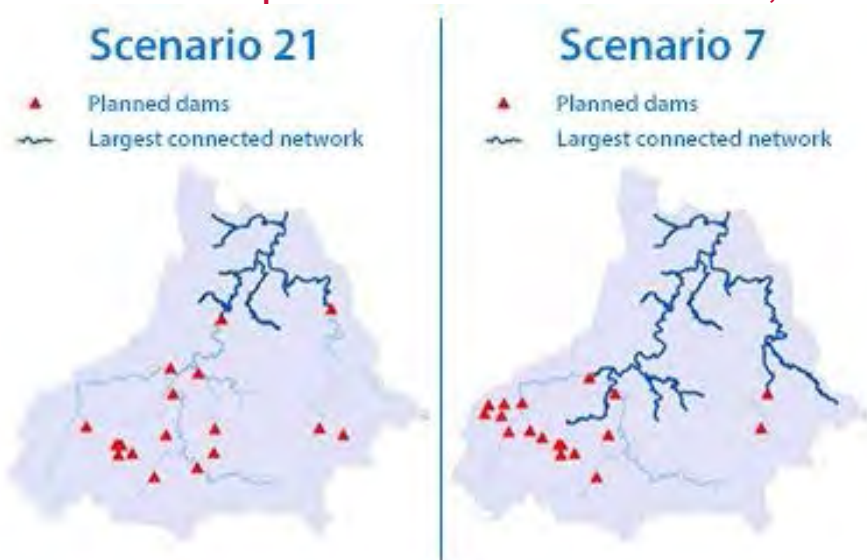 Scenario 21
Planned dams
Largest connected network
Scenario 7
Planned dams
Largest connected network